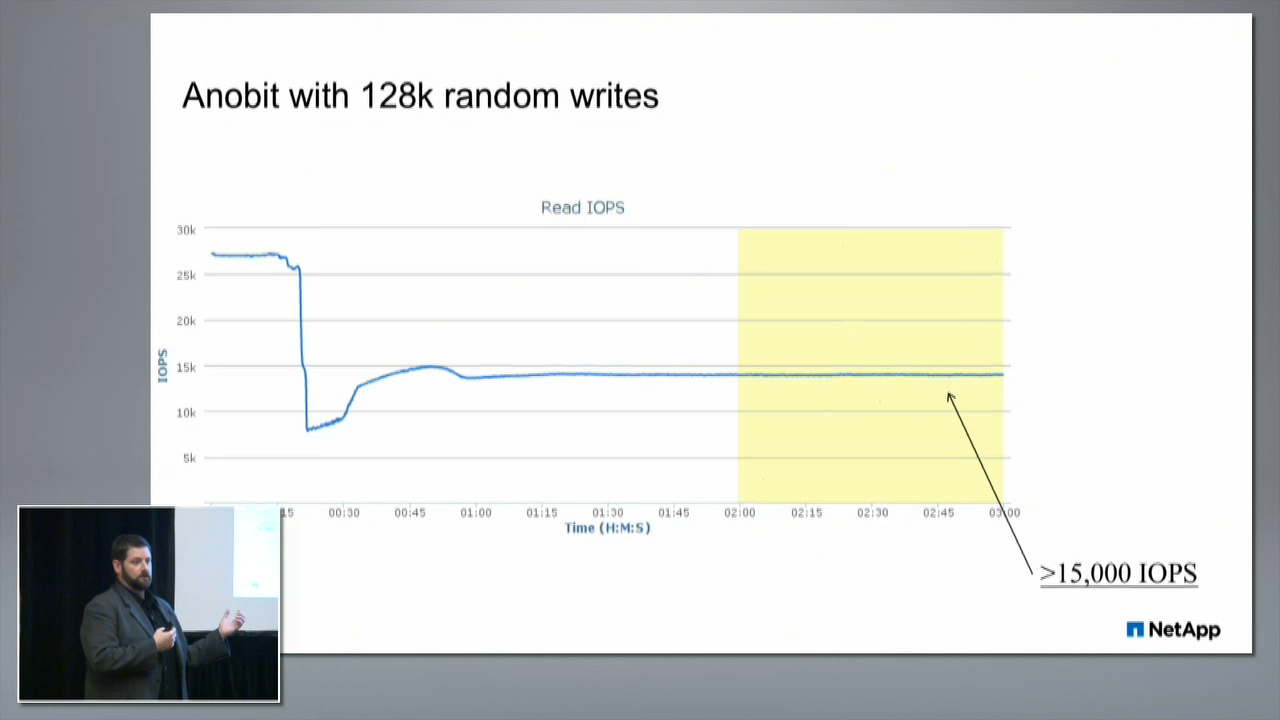 Anobit with 128k random writes
Read IOPS
30k
25k
20k
15k
10k
5k
IOPS
15 00:30 00:45 01:00 01:15 01:30 01:45 02:00 02:15 02:30 02:45 03:00
Time (H:M:S)
>15,000 IOPS
NetApp